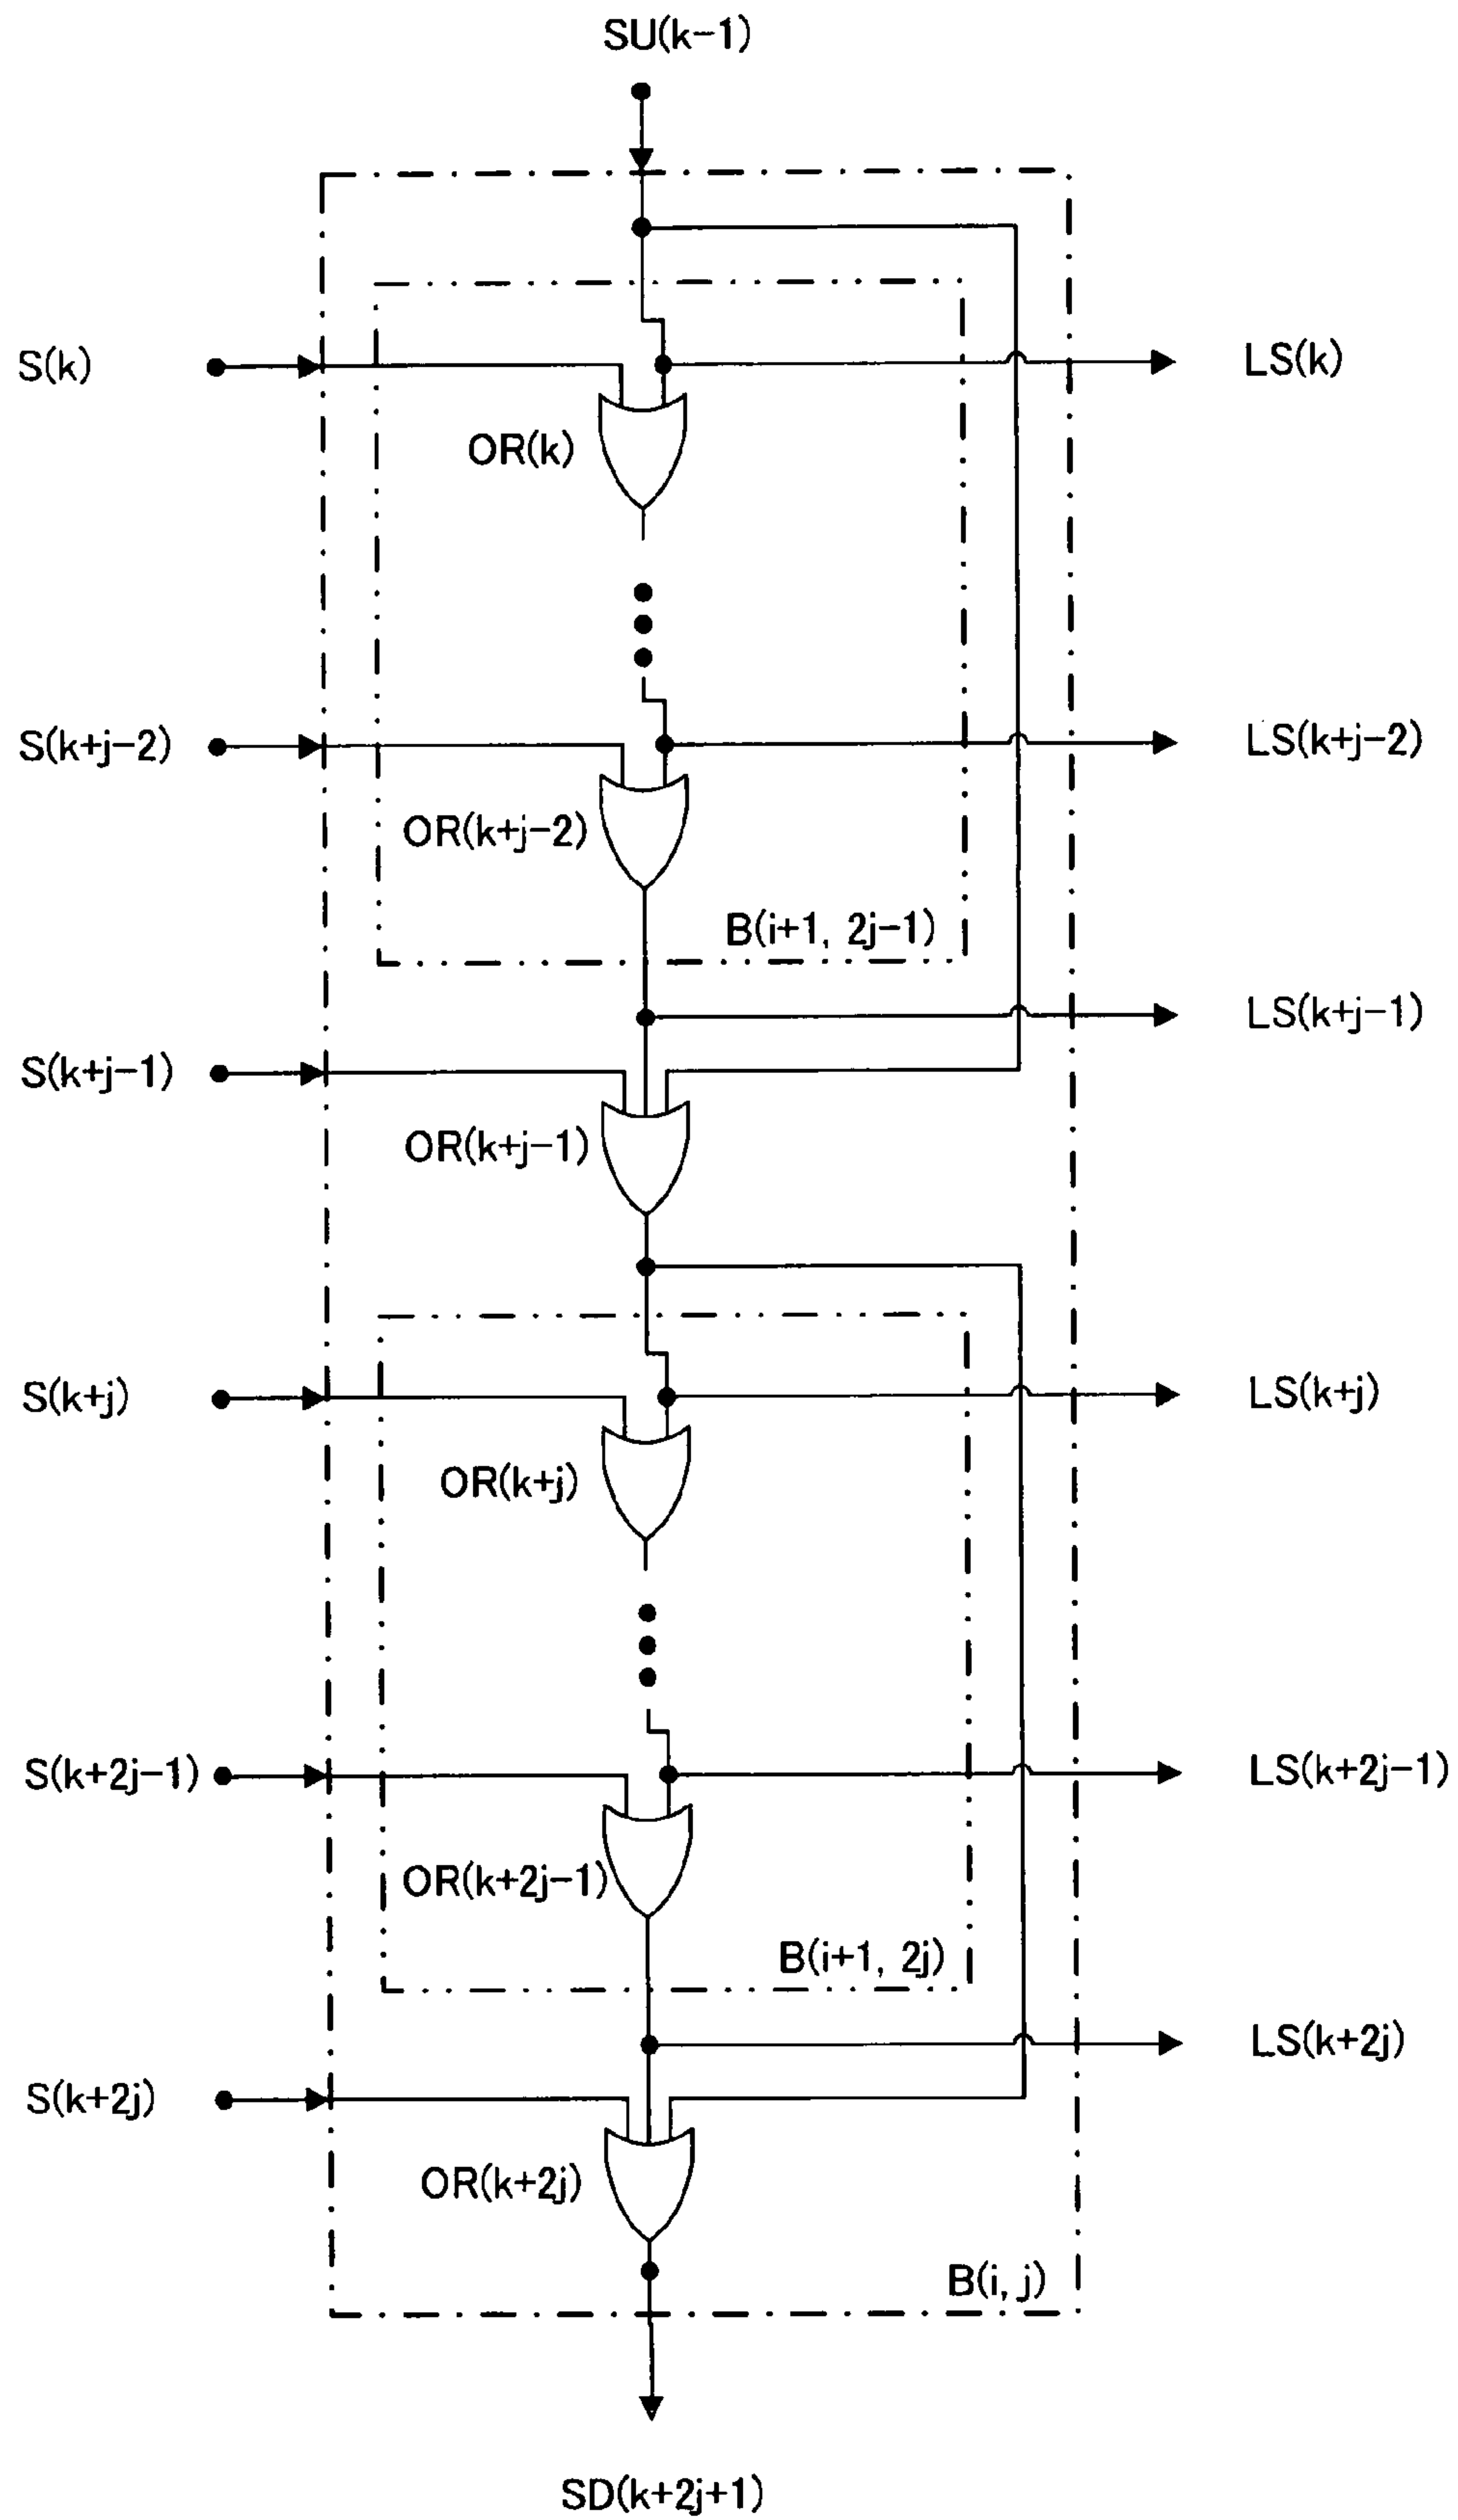 SU(k-1)
S(k)
LS(k)
OR(k)
S(k+j-2)
LS(k+j-2)
OR(k+j-2)
B(i+1, 2j-1)
LS(k+j-1)
S(k+j-1)
OR(k+j-1)
S(k+j)
LS(k+j)
OR(k+j)
S(k+2j-1)
LS(k+2j-1)
OR(k+2j-1)
B(i+1, 2j)
LS(k+2j)
S(k+2j)
OR(k+2j)
B(i, j)
SD(k+2j+1)